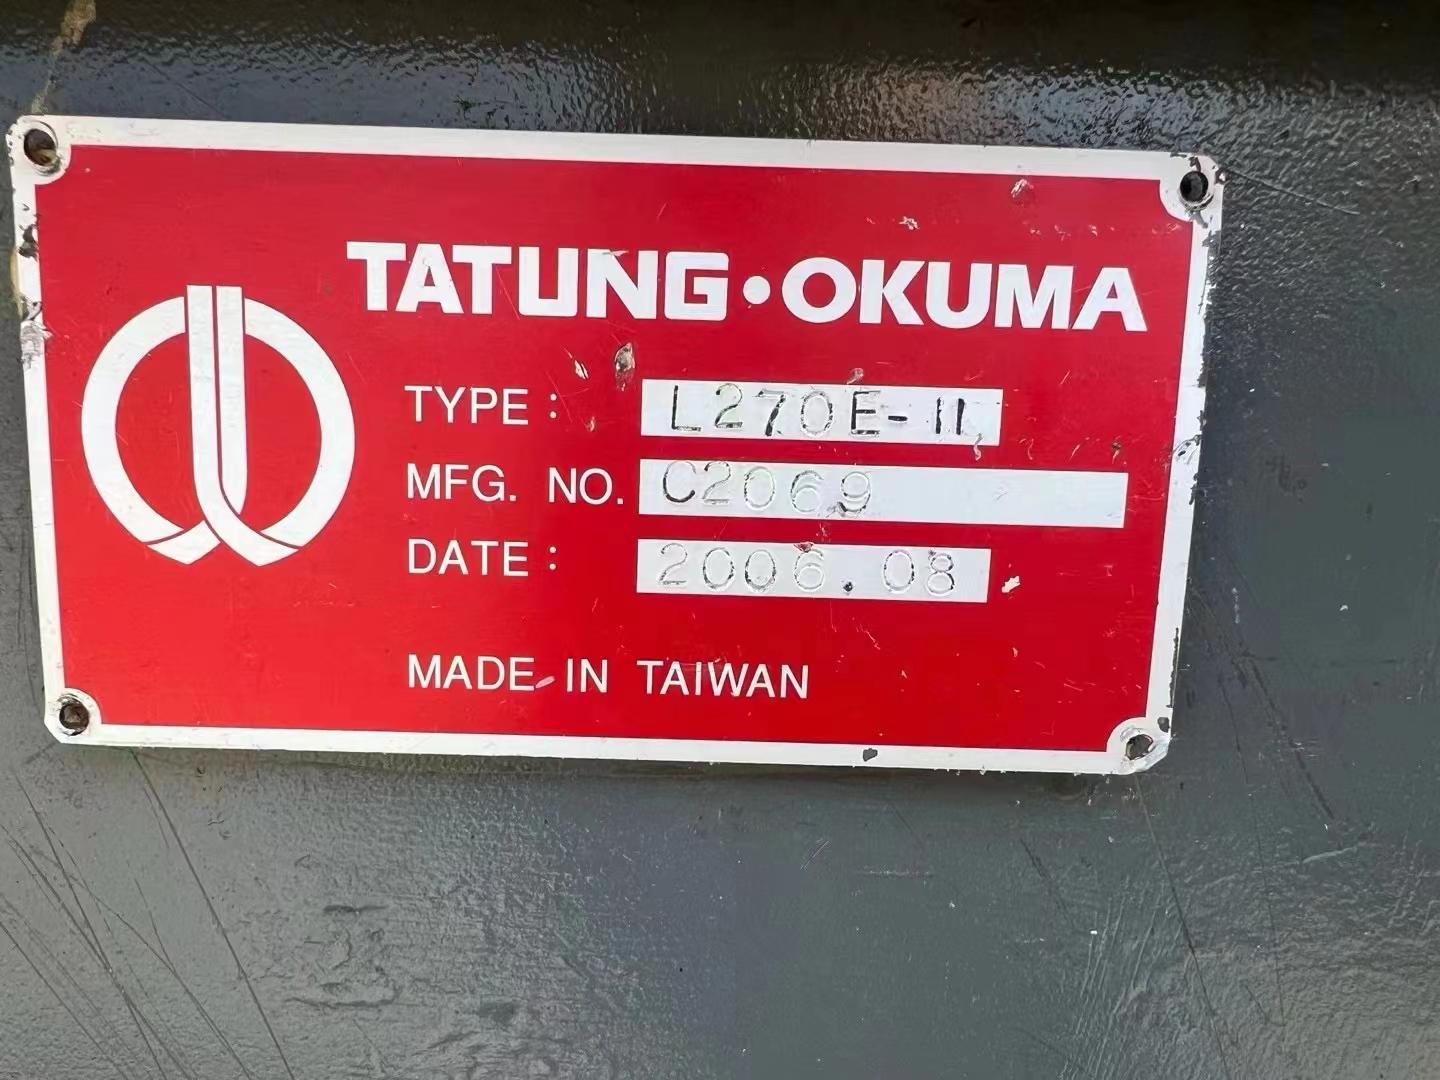 TATUNG•OKUMA
TYPE: L270E-II
MFG. NO. C2069
DATE: 2006.08
MADE IN TAIWAN